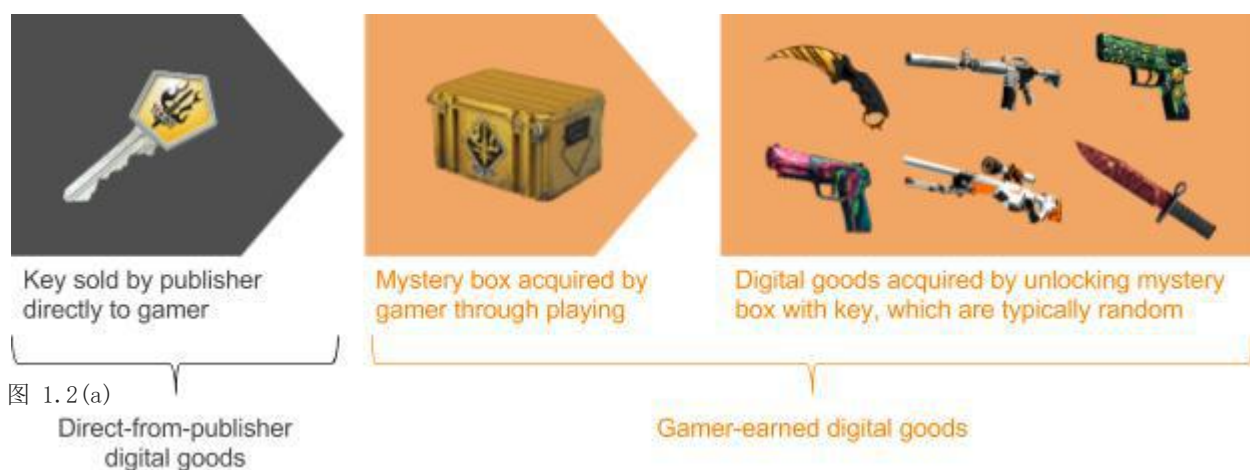 Key sold by publisher
directly to gamer
Mystery box acquired by
gamer through playing
Digital goods acquired by unlocking mystery
box with key, which are typically random
图 1.2(a)
Direct-from-publisher
digital goods
Gamer-earned digital goods